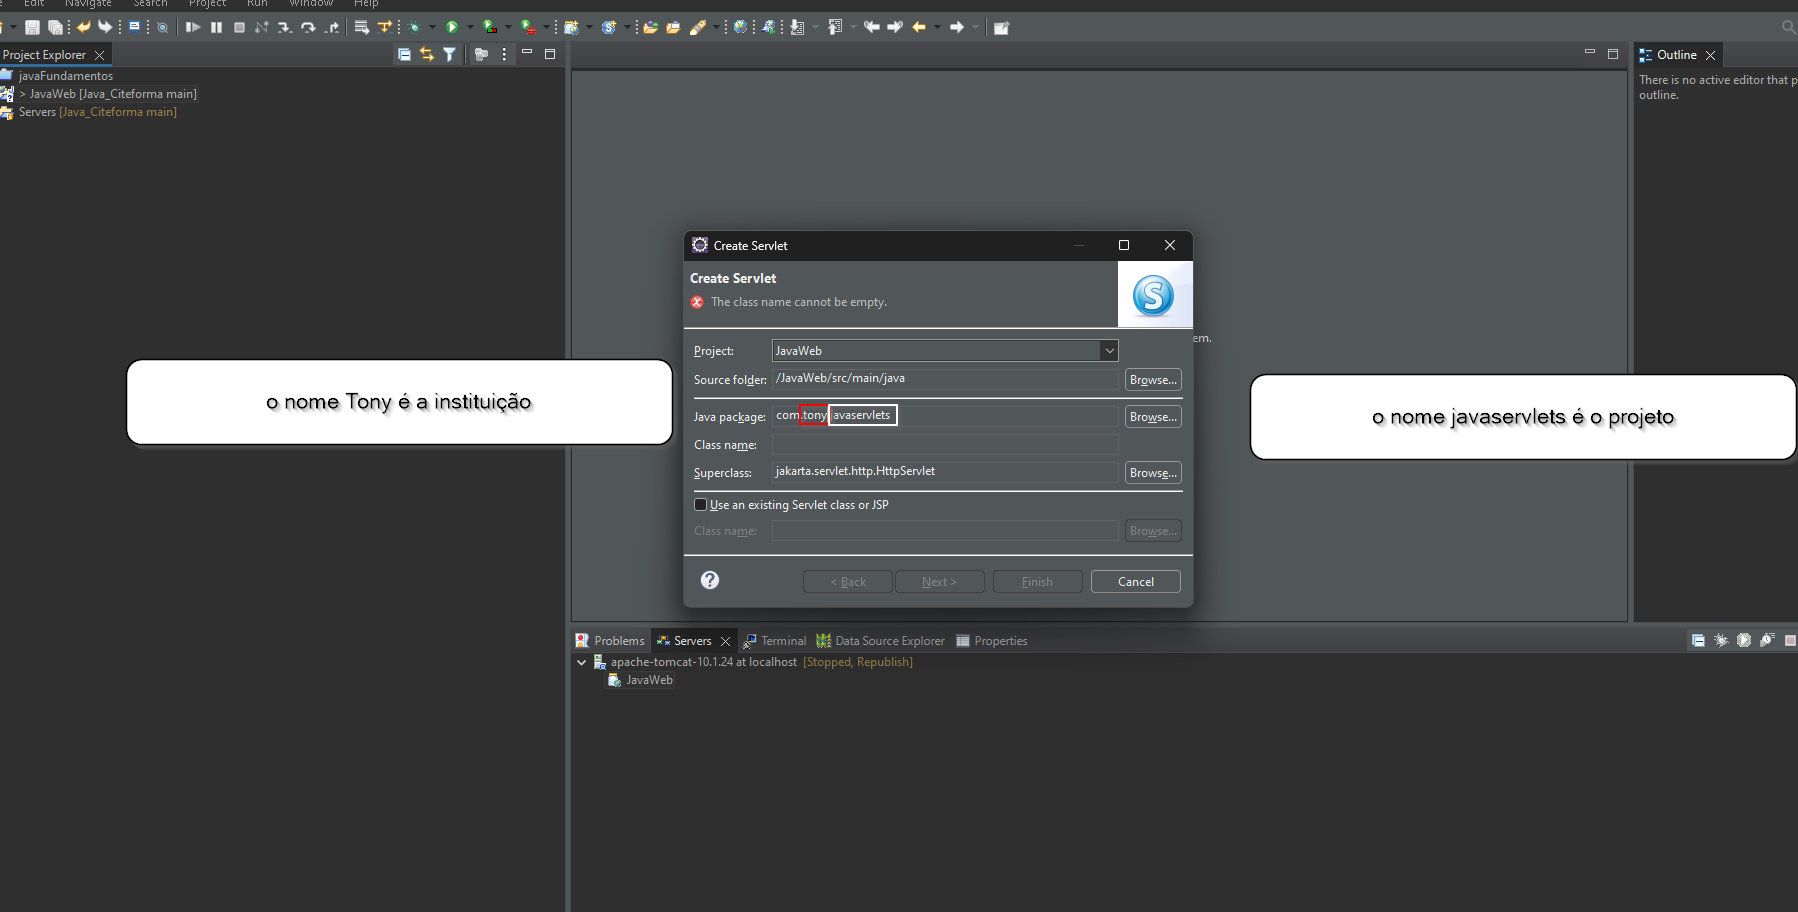 Edit Navigate Search Project Run Window Help
Project Explorer
javaFundamentos
> JavaWeb [Java_Citeforma main]
Servers [Java_Citeforma main]
Outline
There is no active editor that p
outline.
Create Servlet
Create Servlet
The class name cannot be empty.
em.
Project: JavaWeb
Source folder: /JavaWeb/src/main/java Browse...
o nome Tony é a instituição
Java package: com.tony.javaservlets Browse...
o nome javaservlets é o projeto
Class name:
Superclass: jakarta.servlet.http.HttpServlet Browse...
Use an existing Servlet class or JSP
Class name: Browse...
< Back Next > Finish Cancel
Problems Servers Terminal Data Source Explorer Properties
apache-tomcat-10.1.24 at localhost [Stopped, Republish]
JavaWeb